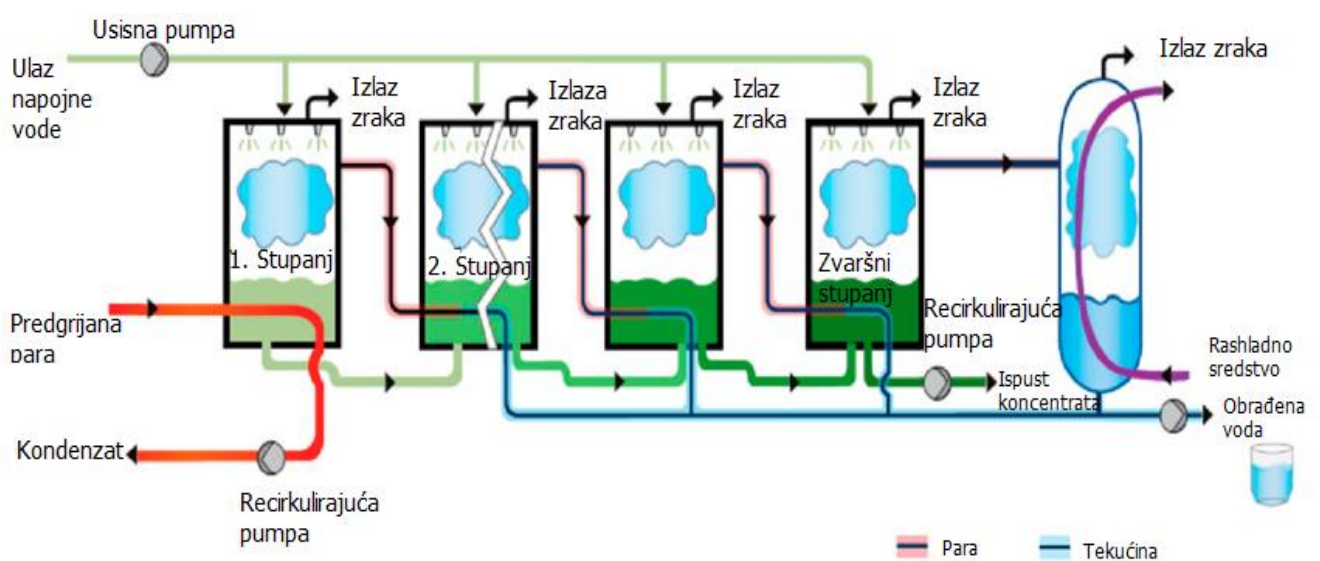 Usisna pumpa
Ulaz
napojne
vode
Izlaz
zraka
Izlaza
zraka
Izlaz
zraka
Izlaz
zraka
Izlaz zraka
1. Stupanj
2. Stupanj
Zvaršni
stupanj
Predgrijana
para
Recirkulirajuća
pumpa
Rashladno
sredstvo
Ispust
koncentrata
Obrađena
voda
Kondenzat
Recirkulirajuća
pumpa
Para
Tekućina